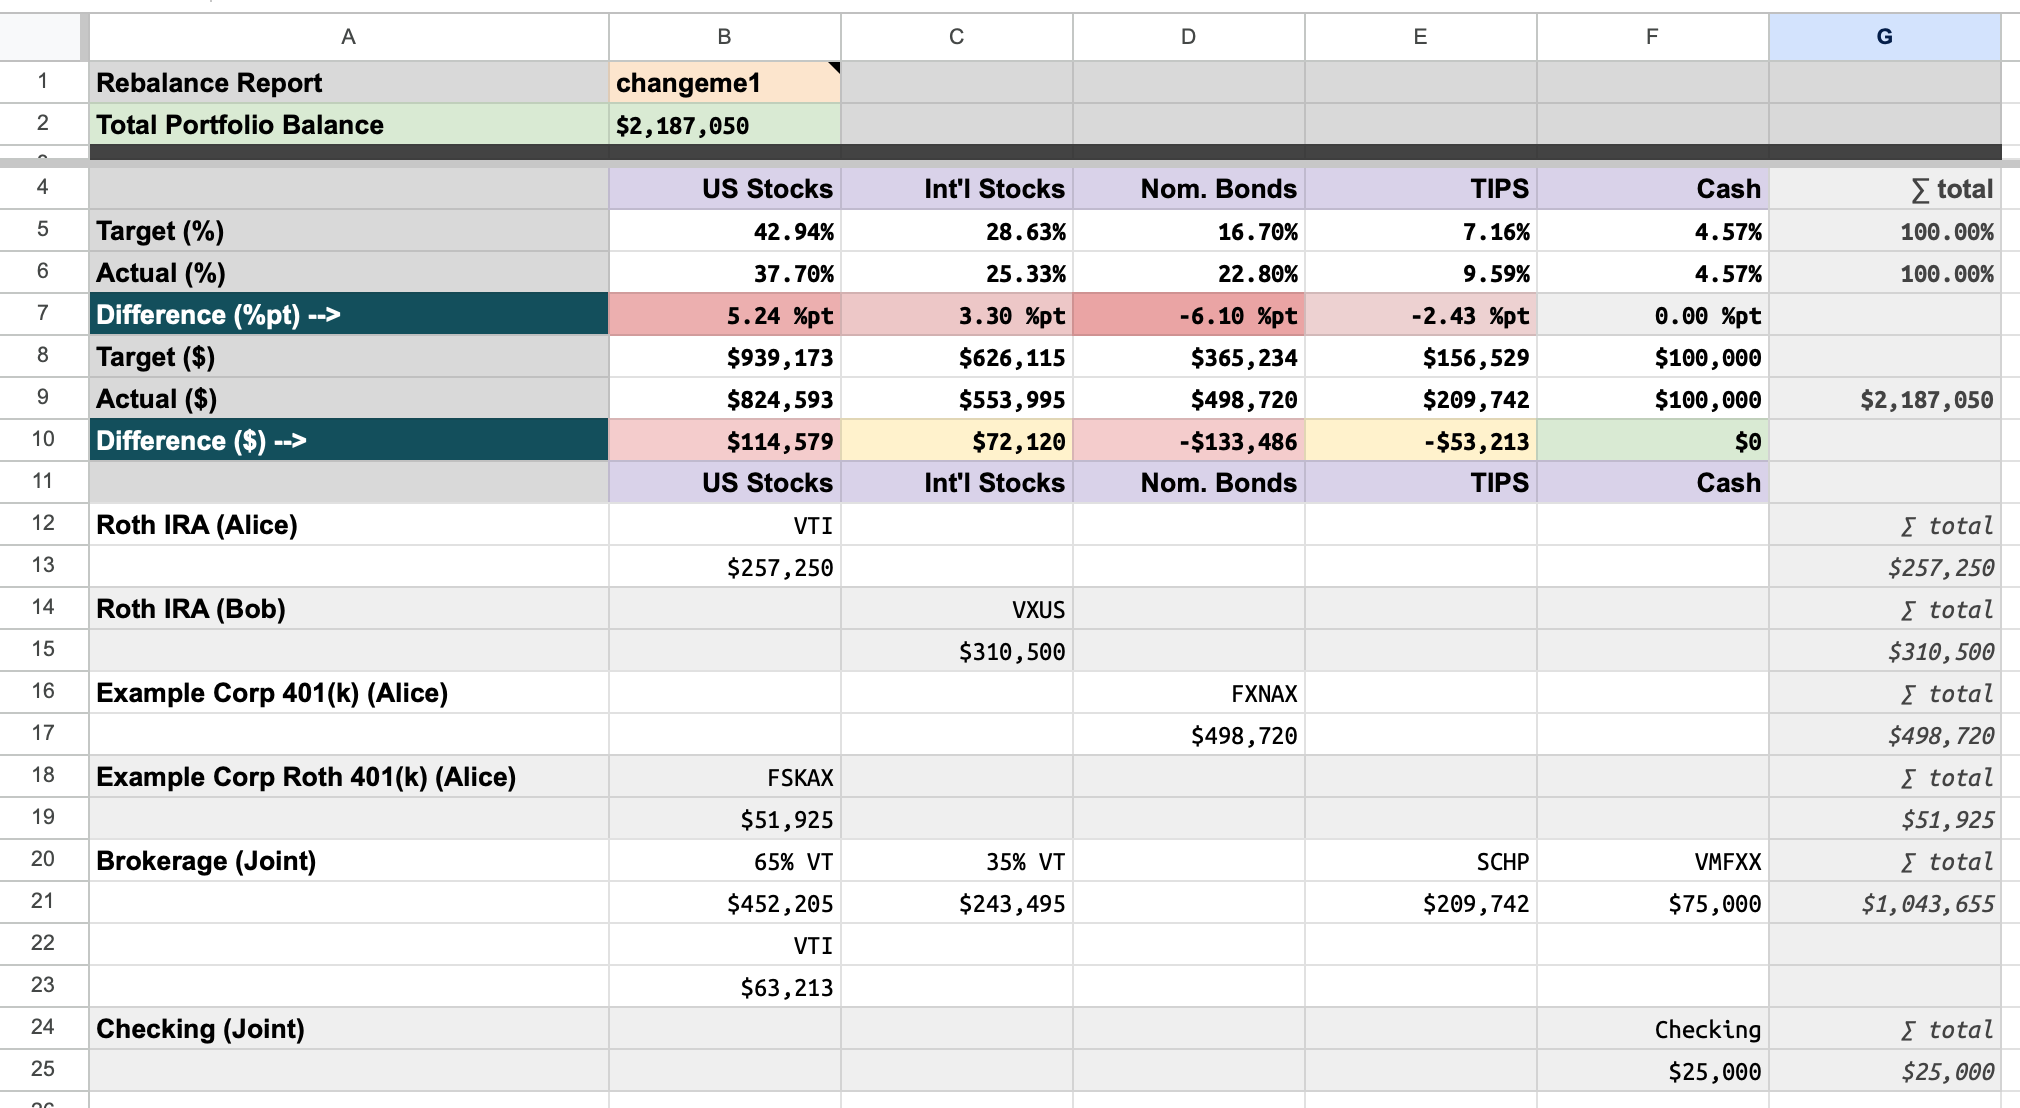 A B C D E F G
1 Rebalance Report changeme1
2 Total Portfolio Balance $2,187,050
4 US Stocks Int'l Stocks Nom. Bonds TIPS Cash ∑ total
5 Target (%) 42.94% 28.63% 16.70% 7.16% 4.57% 100.00%
6 Actual (%) 37.70% 25.33% 22.80% 9.59% 4.57% 100.00%
7 Difference (%pt) --> 5.24 %pt 3.30 %pt -6.10 %pt -2.43 %pt 0.00 %pt
8 Target ($) $939,173 $626,115 $365,234 $156,529 $100,000
9 Actual ($) $824,593 $553,995 $498,720 $209,742 $100,000 $2,187,050
10 Difference ($) --> $114,579 $72,120 -$133,486 -$53,213 $0
11 US Stocks Int'l Stocks Nom. Bonds TIPS Cash
12 Roth IRA (Alice) VTI ∑ total
13 $257,250 $257,250
14 Roth IRA (Bob) VXUS ∑ total
15 $310,500 $310,500
16 Example Corp 401(k) (Alice) FXNAX ∑ total
17 $498,720 $498,720
18 Example Corp Roth 401(k) (Alice) FSKAX ∑ total
19 $51,925 $51,925
20 Brokerage (Joint) 65% VT 35% VT SCHP VMFXX ∑ total
21 $452,205 $243,495 $209,742 $75,000 $1,043,655
22 VTI
23 $63,213
24 Checking (Joint) Checking ∑ total
25 $25,000 $25,000